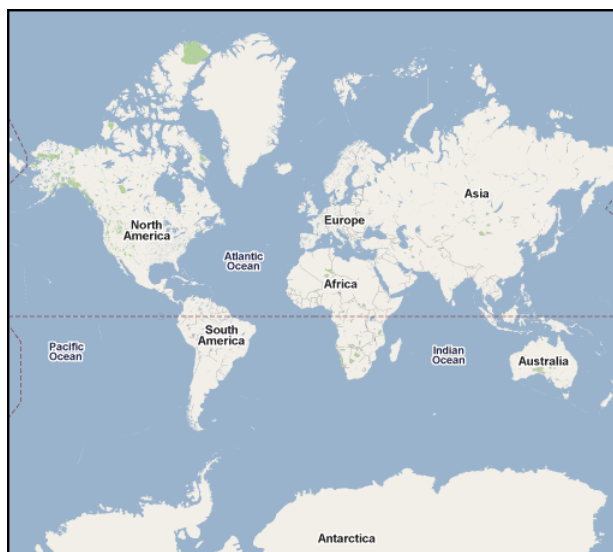 Asia
Europe
North
America
Atlantic
Ocean
Africa
South
America
Pacific
Ocean
Indian
Ocean
Australia
Antarctica